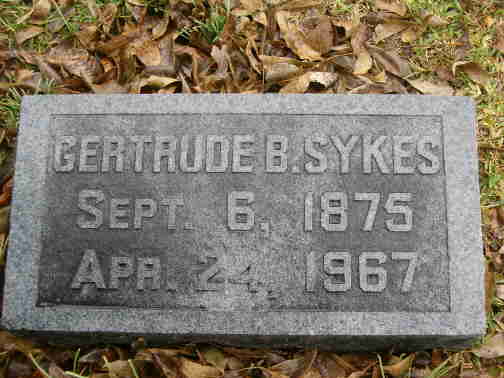 GERTRUDE B. SYKES
SEPT. 6, 1875
APR. 24, 1967